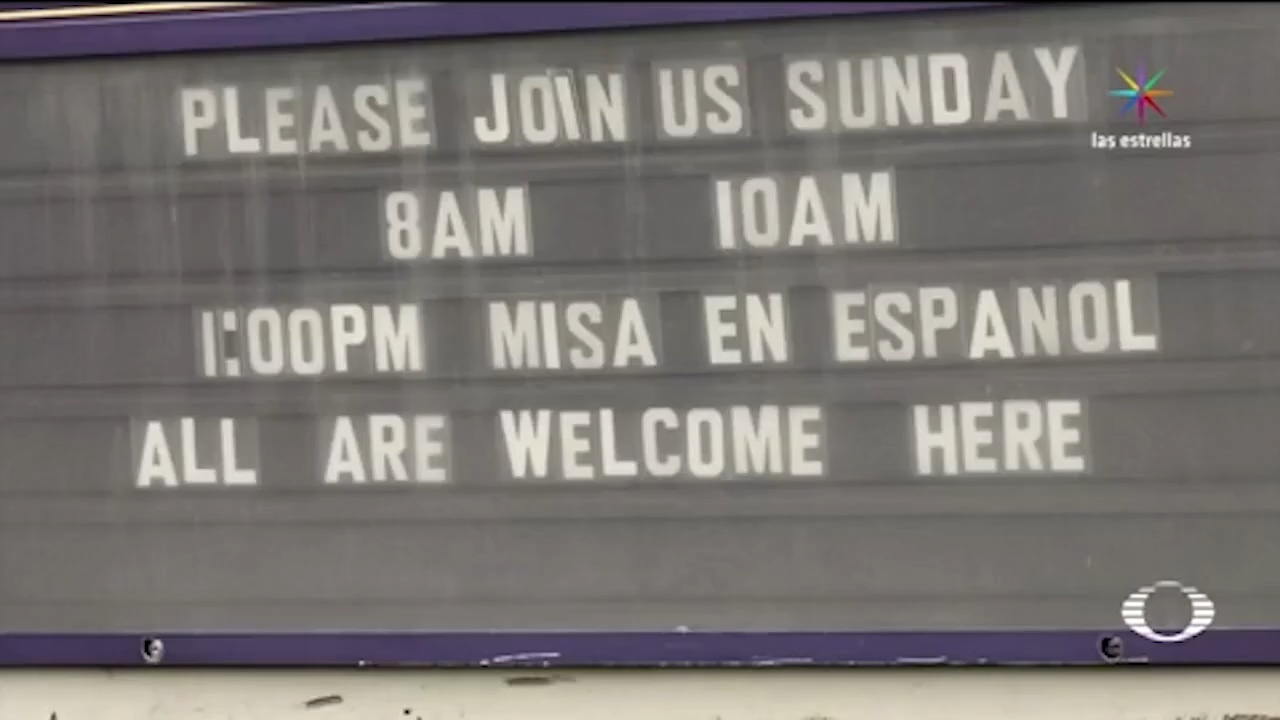 PLEASE JOIN US SUNDAY
8AM 10AM
1:00PM MISA EN ESPANOL
ALL ARE WELCOME HERE
las estrellas